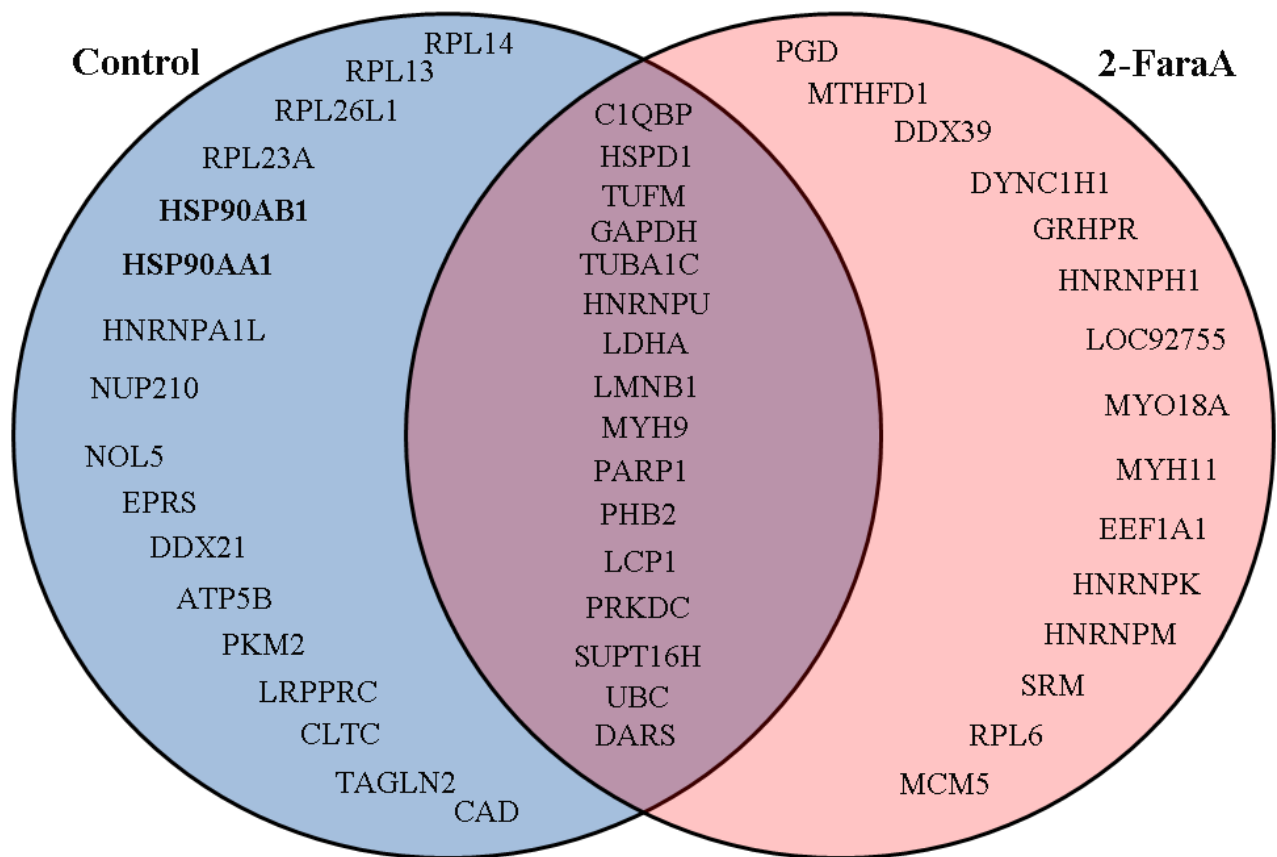 Control
RPL14
RPL13
RPL26L1
RPL23A
HSP90AB1
HSP90AA1
HNRNPA1L
NUP210
NOL5
EPRS
DDX21
ATP5B
PKM2
LRPPRC
CLTC
TAGLN2
CAD
C1QBP
HSPD1
TUFM
GAPDH
TUBA1C
HNRNPU
LDHA
LMNB1
MYH9
PARP1
PHB2
LCP1
PRKDC
SUPT16H
UBC
DARS
2-FaraA
PGD
MTHFD1
DDX39
DYNC1H1
GRHPR
HNRNPH1
LOC92755
MYO18A
MYH11
EEF1A1
HNRNPK
HNRNPM
SRM
RPL6
MCM5